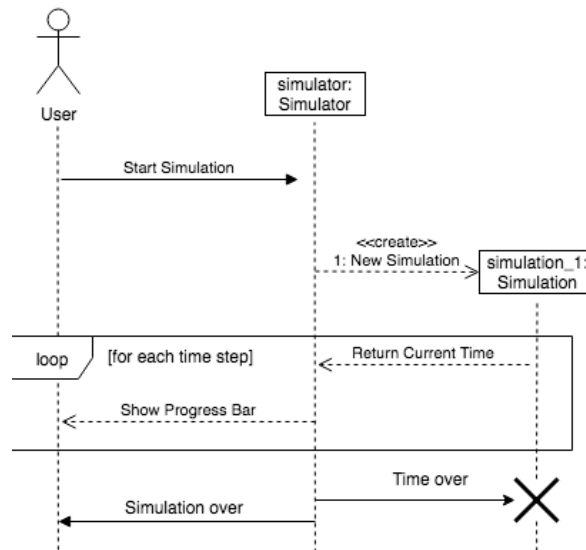 simulator:
Simulator
User
Start Simulation
<<create>>
1: New Simulation
simulation_1:
Simulation
loop
[for each time step]
Return Current Time
Show Progress Bar
Time over
Simulation over